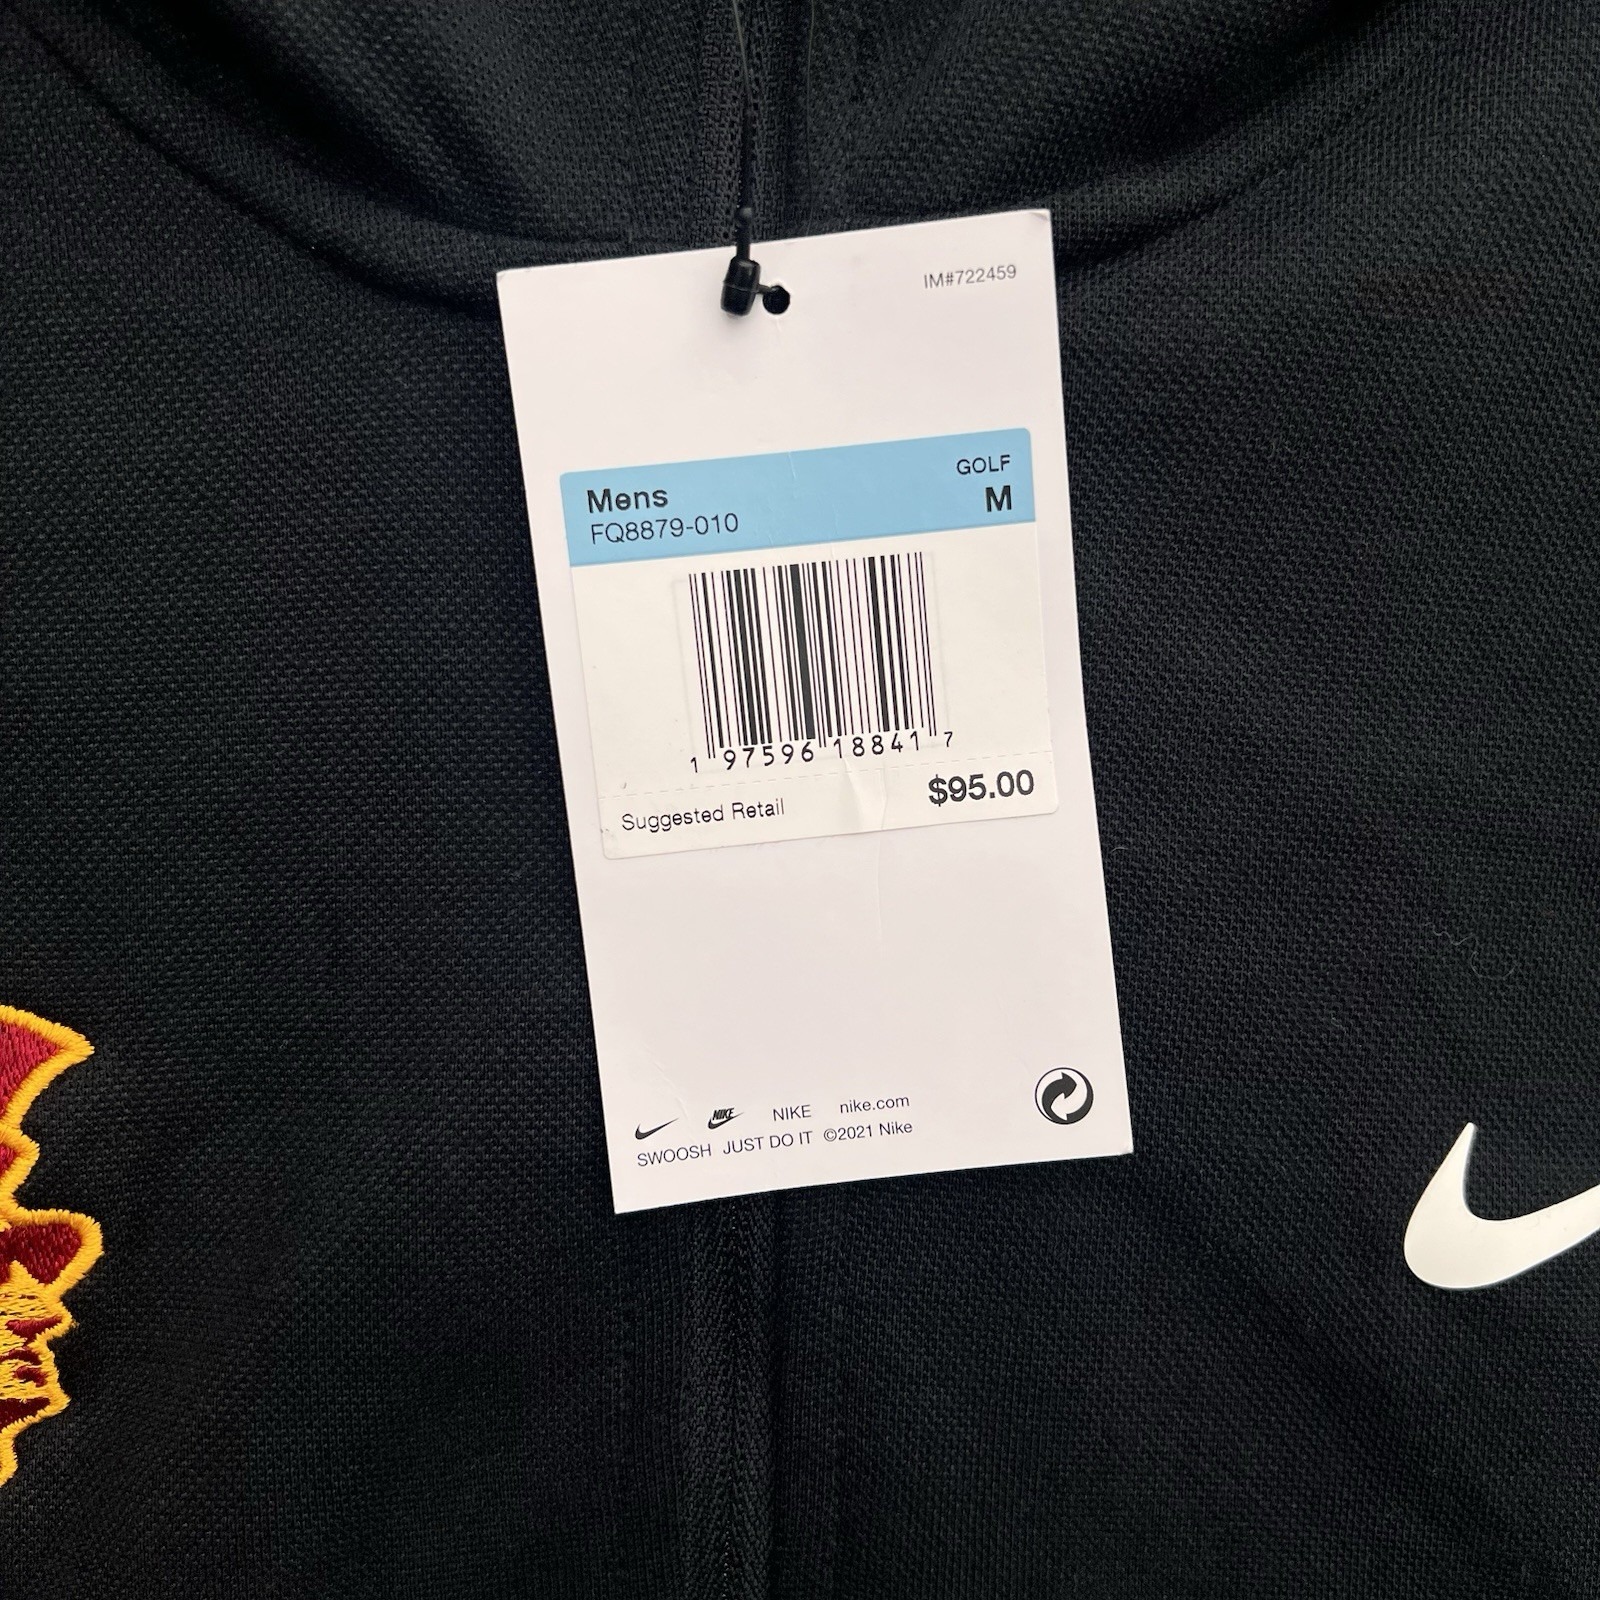 IM#722459
GOLF
Mens
M
FQ8879-010
1 97596 18841 7
$95.00
Suggested Retail
NIKE NIKE nike.com
SWOOSH JUST DO IT ©2021 Nike